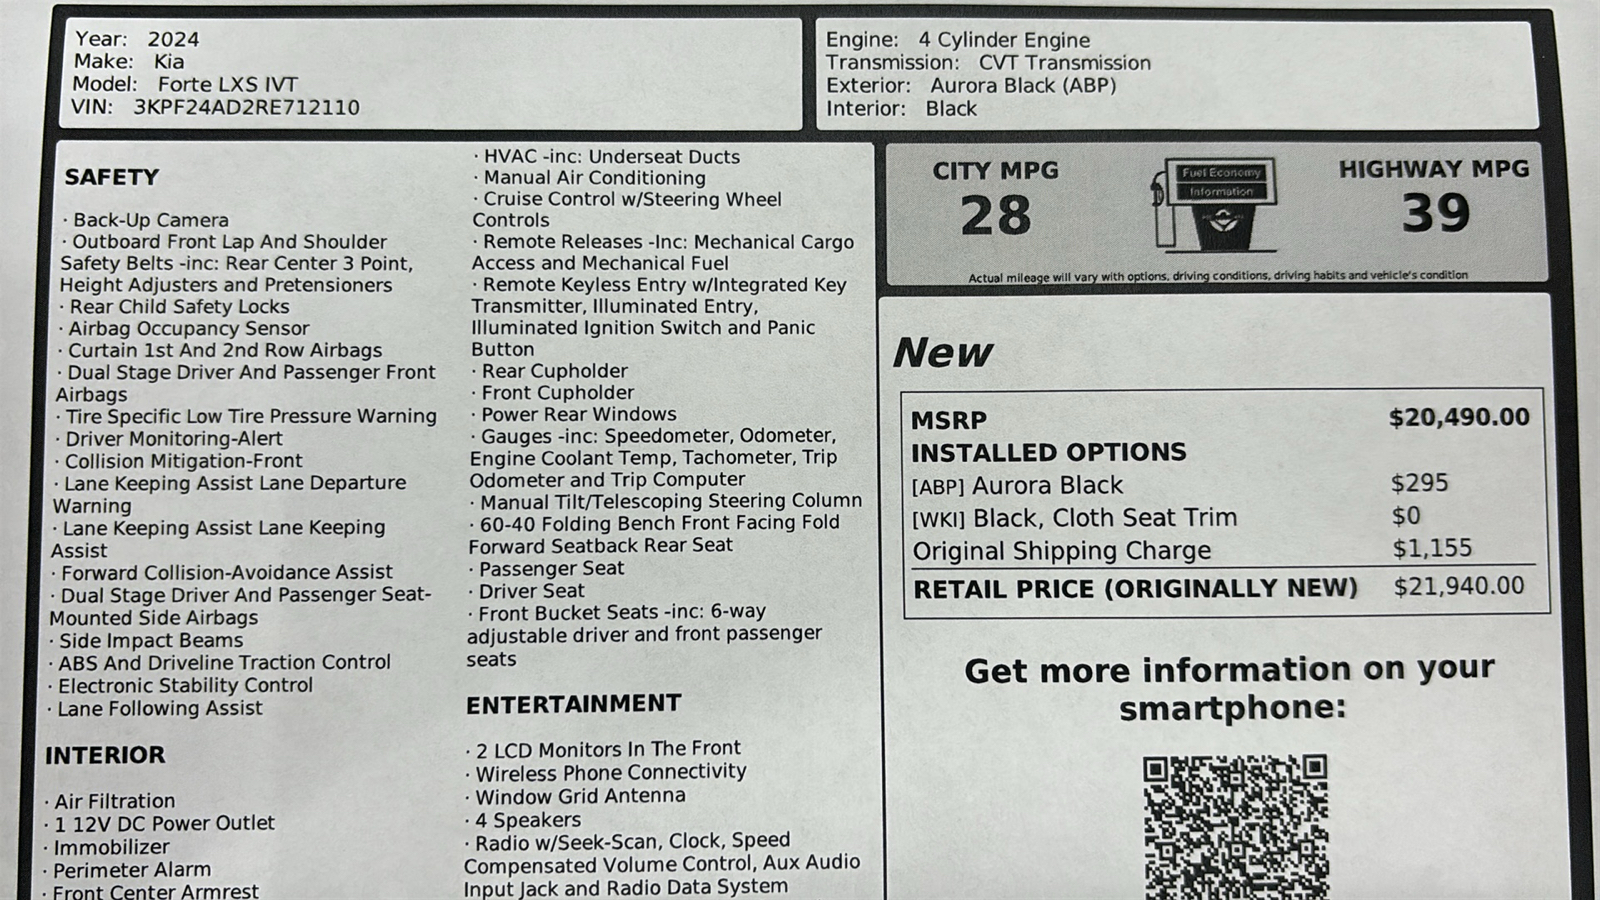 Year: 2024
Make: Kia
Model: Forte LXS IVT
VIN: 3KPF24AD2RE712110
Engine: 4 Cylinder Engine
Transmission: CVT Transmission
Exterior: Aurora Black (ABP)
Interior: Black
SAFETY
· Back-Up Camera
· Outboard Front Lap And Shoulder
Safety Belts -inc: Rear Center 3 Point,
Height Adjusters and Pretensioners
· Rear Child Safety Locks
· Airbag Occupancy Sensor
· Curtain 1st And 2nd Row Airbags
· Dual Stage Driver And Passenger Front
Airbags
· Tire Specific Low Tire Pressure Warning
· Driver Monitoring-Alert
· Collision Mitigation-Front
· Lane Keeping Assist Lane Departure
Warning
· Lane Keeping Assist Lane Keeping
Assist
· Forward Collision-Avoidance Assist
· Dual Stage Driver And Passenger Seat-
Mounted Side Airbags
· Side Impact Beams
· ABS And Driveline Traction Control
· Electronic Stability Control
· Lane Following Assist
INTERIOR
· Air Filtration
· 1 12V DC Power Outlet
· Immobilizer
· Perimeter Alarm
· Front Center Armrest
· HVAC -inc: Underseat Ducts
· Manual Air Conditioning
· Cruise Control w/Steering Wheel
Controls
· Remote Releases -Inc: Mechanical Cargo
Access and Mechanical Fuel
· Remote Keyless Entry w/Integrated Key
Transmitter, Illuminated Entry,
Illuminated Ignition Switch and Panic
Button
· Rear Cupholder
· Front Cupholder
· Power Rear Windows
· Gauges -inc: Speedometer, Odometer,
Engine Coolant Temp, Tachometer, Trip
Odometer and Trip Computer
· Manual Tilt/Telescoping Steering Column
· 60-40 Folding Bench Front Facing Fold
Forward Seatback Rear Seat
· Passenger Seat
· Driver Seat
· Front Bucket Seats -inc: 6-way
adjustable driver and front passenger
seats
ENTERTAINMENT
· 2 LCD Monitors In The Front
· Wireless Phone Connectivity
· Window Grid Antenna
· 4 Speakers
· Radio w/Seek-Scan, Clock, Speed
Compensated Volume Control, Aux Audio
Input Jack and Radio Data System
CITY MPG
28
Fuel Economy
Information
HIGHWAY MPG
39
Actual mileage will vary with options, driving conditions, driving habits and vehicle's condition
New
MSRP $20,490.00
INSTALLED OPTIONS
[ABP] Aurora Black $295
[WKI] Black, Cloth Seat Trim $0
Original Shipping Charge $1,155
RETAIL PRICE (ORIGINALLY NEW) $21,940.00
Get more information on your
smartphone: